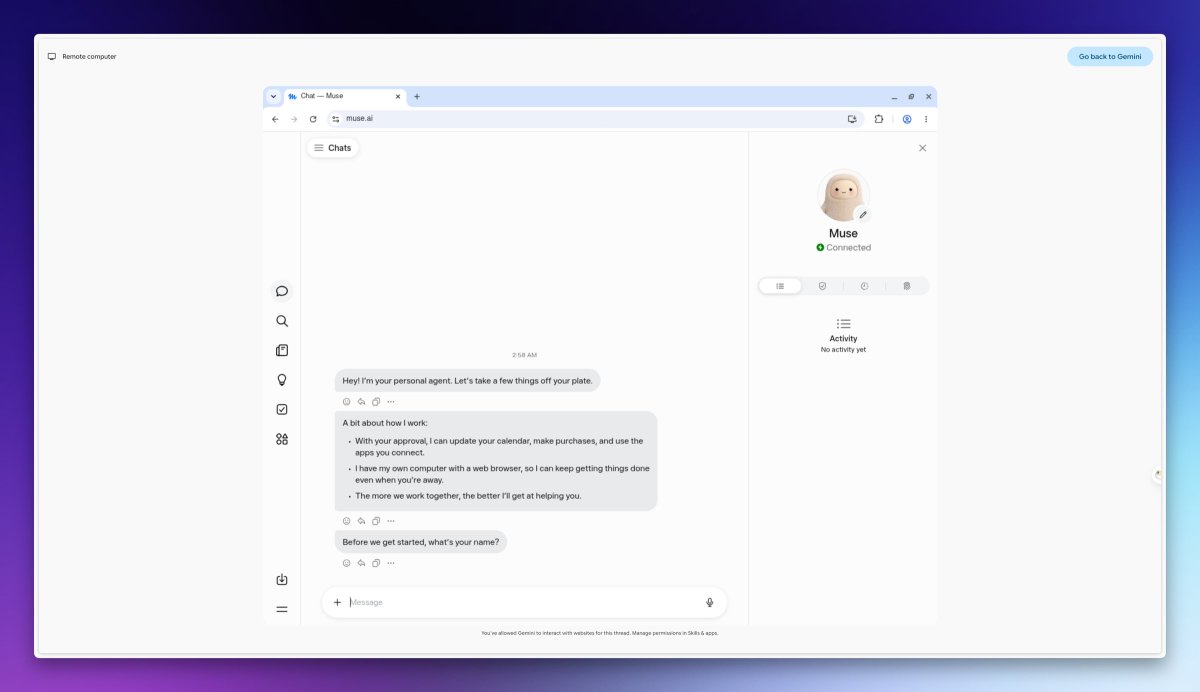 Remote computer
Go back to Gemini
Chat — Muse
muse.ai
Chats
Muse
Connected
Activity
No activity yet
2:58 AM
Hey! I'm your personal agent. Let's take a few things off your plate.
A bit about how I work:
• With your approval, I can update your calendar, make purchases, and use the
apps you connect.
• I have my own computer with a web browser, so I can keep getting things done
even when you're away.
• The more we work together, the better I'll get at helping you.
Before we get started, what's your name?
Message
You've allowed Gemini to interact with websites for this thread. Manage permissions in Skills & apps.